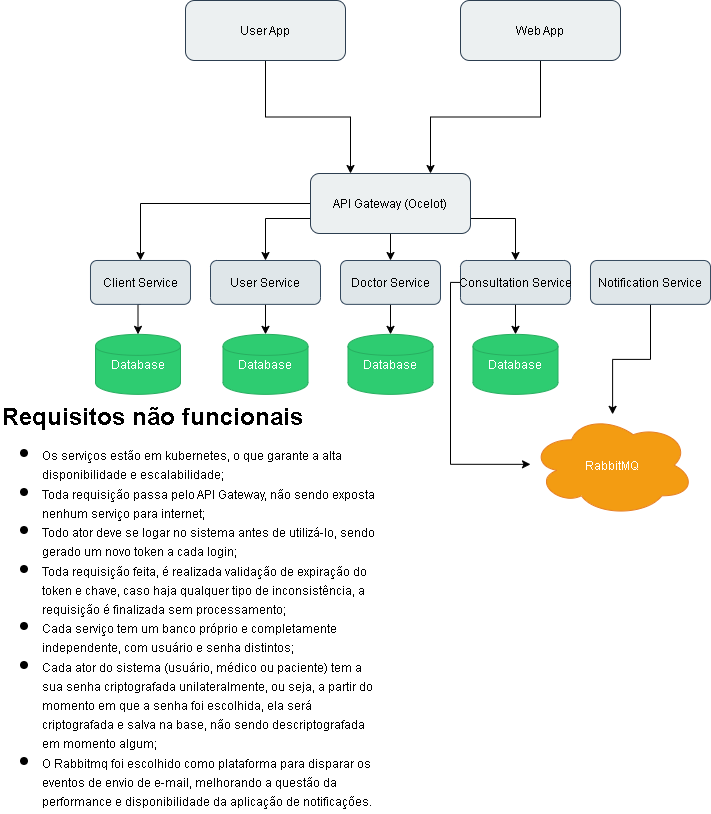 User App
Web App
API Gateway (Ocelot)
Client Service
User Service
Doctor Service
Consultation Service
Notification Service
Database
Database
Database
Database
RabbitMQ
Requisitos não funcionais
Os serviços estão em kubernetes, o que garante a alta
disponibilidade e escalabilidade;
Toda requisição passa pelo API Gateway, não sendo exposta
nenhum serviço para internet;
Todo ator deve se logar no sistema antes de utilizá-lo, sendo
gerado um novo token a cada login;
Toda requisição feita, é realizada validação de expiração do
token e chave, caso haja qualquer tipo de inconsistência, a
requisição é finalizada sem processamento;
Cada serviço tem um banco próprio e completamente
independente, com usuário e senha distintos;
Cada ator do sistema (usuário, médico ou paciente) tem a
sua senha criptografada unilateralmente, ou seja, a partir do
momento em que a senha foi escolhida, ela será
criptografada e salva na base, não sendo descriptografada
em momento algum;
O Rabbitmq foi escolhido como plataforma para disparar os
eventos de envio de e-mail, melhorando a questão da
performance e disponibilidade da aplicação de notificações.